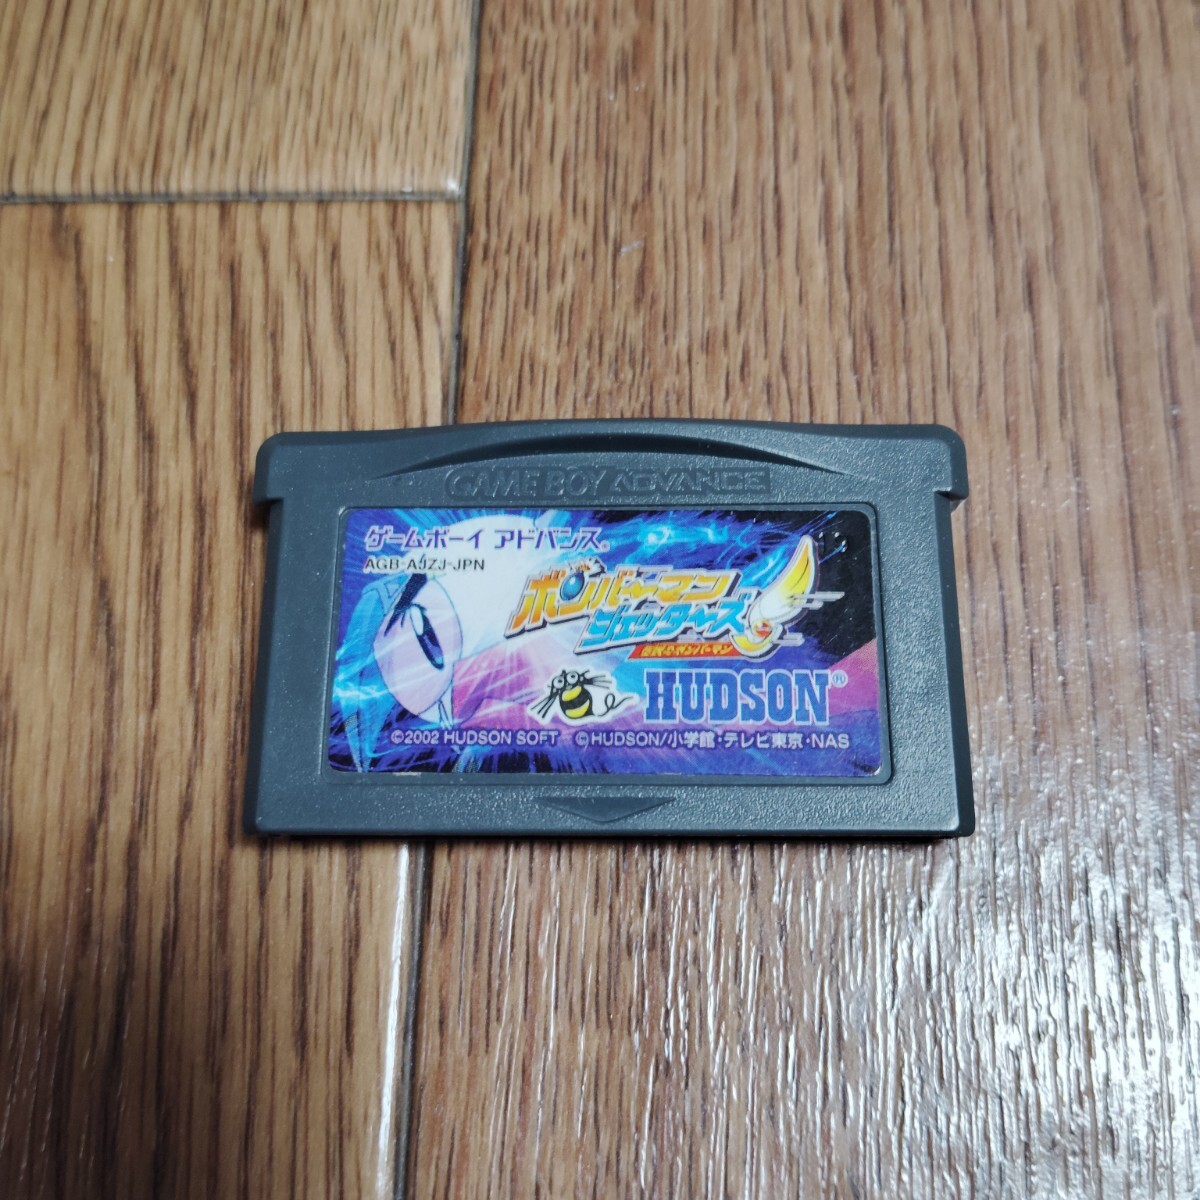 GAME BOY ADVANCE
ゲームボーイ アドバンス®
AGB-AJZJ-JPN
ボンバーマン
ジェッターズ
伝説のボンバーマン
HUDSON®
©2002 HUDSON SOFT ©HUDSON/小学館・テレビ東京・NAS